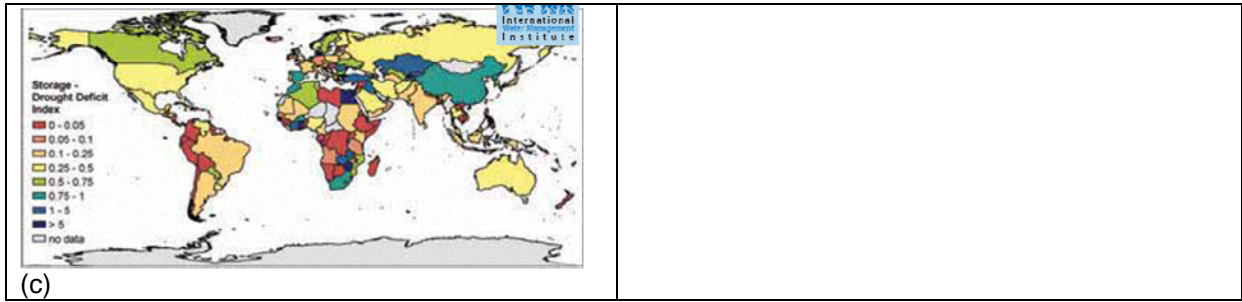 International
Water Management
Institute
Storage -
Drought Deficit
Index
0 - 0.05
0.05 - 0.1
0.1 - 0.25
0.25 - 0.5
0.5 - 0.75
0.75 - 1
1 - 5
> 5
no data
(c)